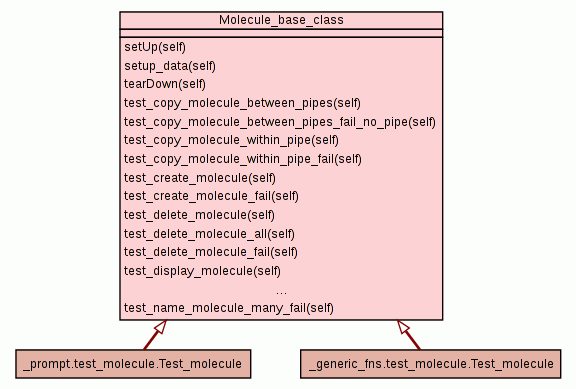 Molecule_base_class
setUp(self)
setup_data(self)
tearDown(self)
test_copy_molecule_between_pipes(self)
test_copy_molecule_between_pipes_fail_no_pipe(self)
test_copy_molecule_within_pipe(self)
test_copy_molecule_within_pipe_fail(self)
test_create_molecule(self)
test_create_molecule_fail(self)
test_delete_molecule(self)
test_delete_molecule_all(self)
test_delete_molecule_fail(self)
test_display_molecule(self)
...
test_name_molecule_many_fail(self)
_prompt.test_molecule.Test_molecule
_generic_fns.test_molecule.Test_molecule